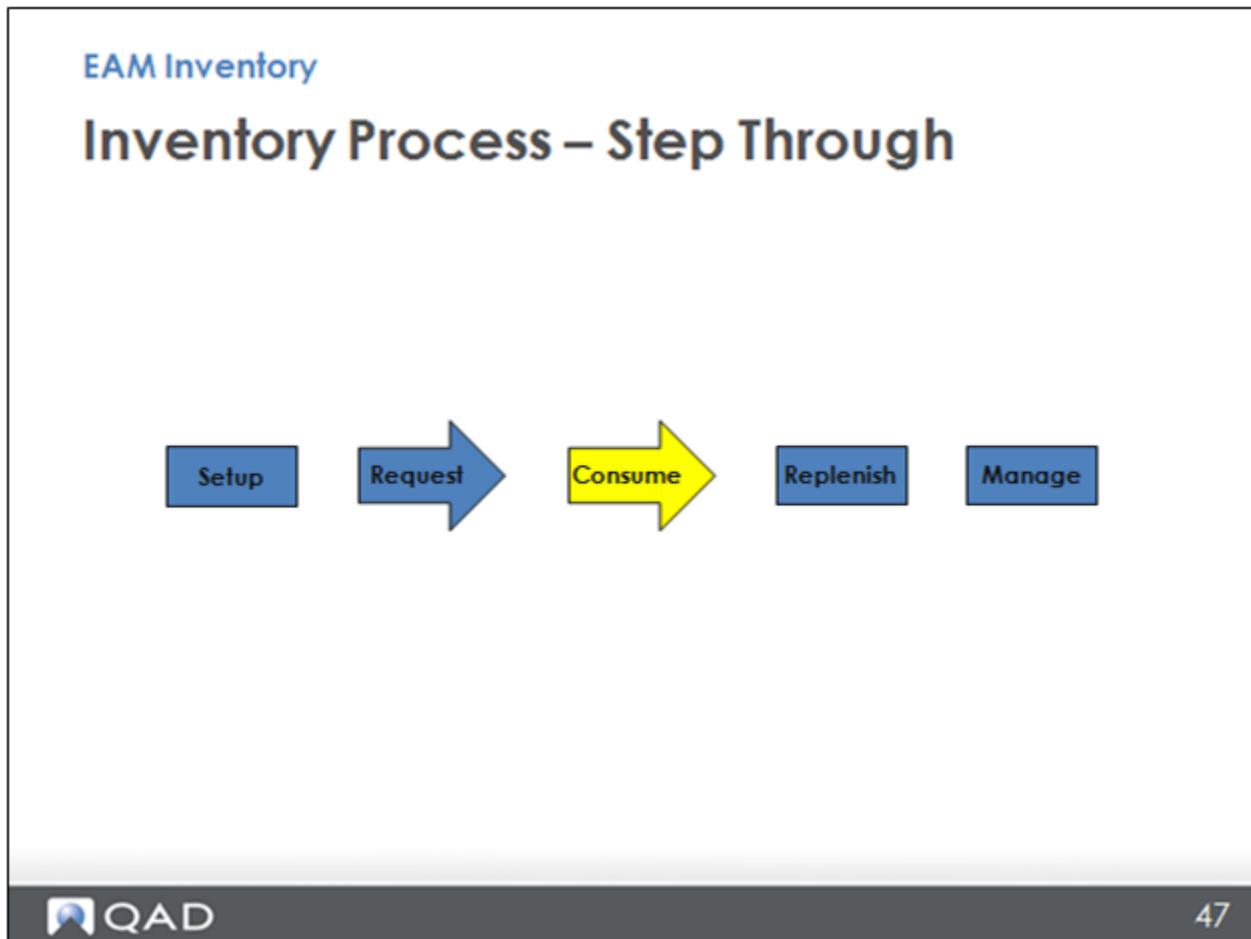 EAM Inventory
Inventory Process – Step Through
Setup
Request
Consume
Replenish
Manage
QAD
47